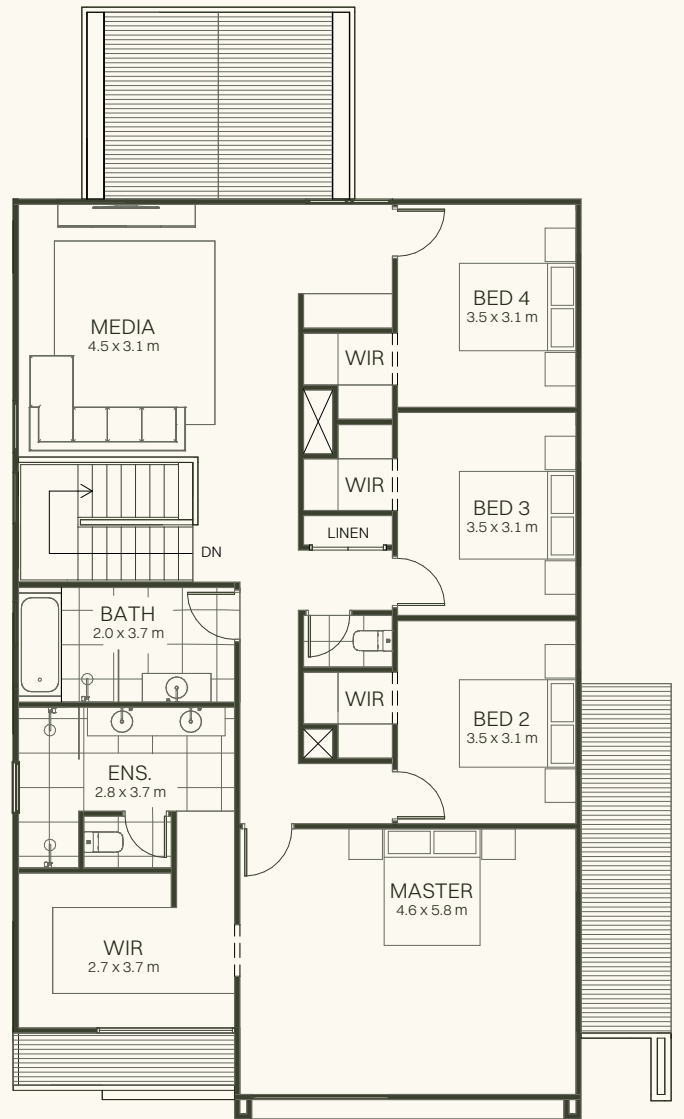 BED 4
3.5 x 3.1 m
MEDIA
4.5 x 3.1 m
WIR
WIR
BED 3
3.5 x 3.1 m
LINEN
DN
BATH
2.0 x 3.7 m
WIR
BED 2
3.5 x 3.1 m
ENS.
2.8 x 3.7 m
MASTER
4.6 x 5.8 m
WIR
2.7 x 3.7 m